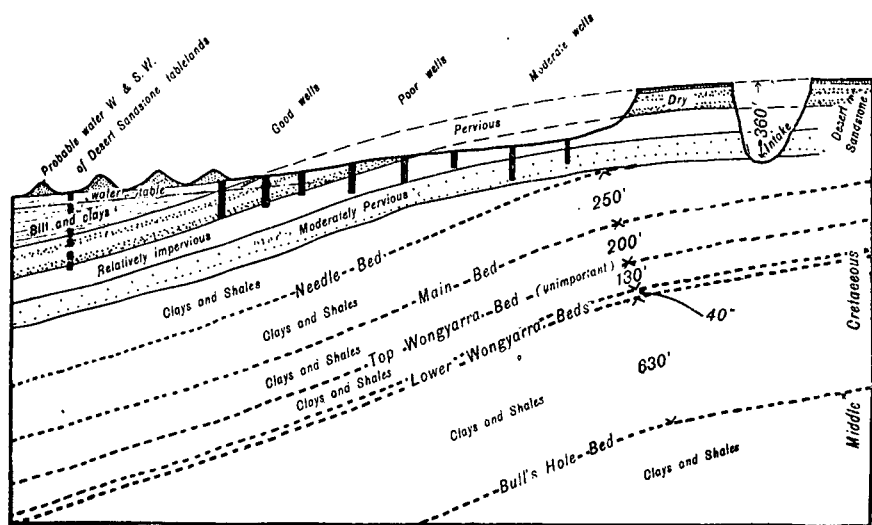 Probable water W. & S.W.
of Desert Sandstone tablelands
Good wells
Poor wells
Moderate wells
Pervious
Dry
360'
Intake
Desert
Sandstone
water table
Bill and clays
Relatively impervious
Moderately Pervious
Clays and Shales
Needle Bed
250'
Clays and Shales
Main Bed
200'
Clays and Shales
Top Wongyarra Bed (unimportant)
130'
Clays and Shales
Lower Wongyarra Beds
40-
630'
Clays and Shales
Bull's Hole Bed
Clays and Shales
Middle Cretaeeous